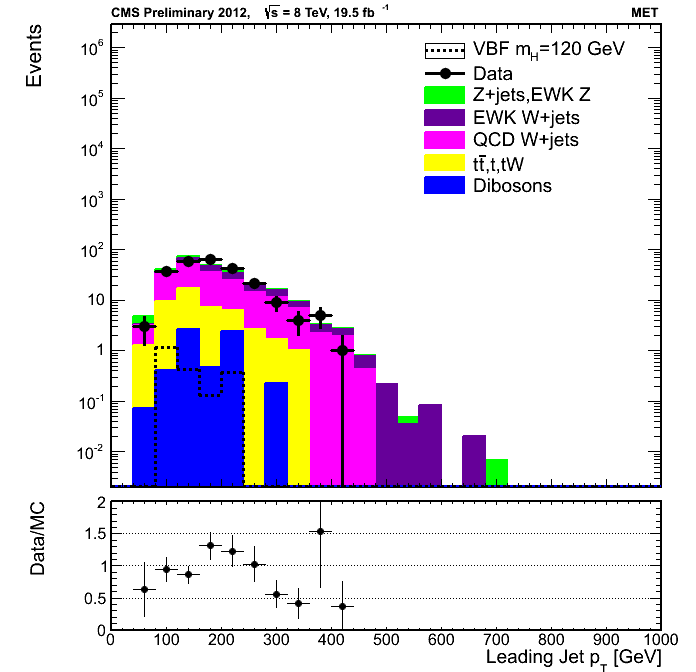 CMS Preliminary 2012, √s = 8 TeV, 19.5 fb⁻¹ MET
Events
10⁶
10⁵
10⁴
10³
10²
10
1
10⁻¹
10⁻²
VBF m_H=120 GeV
Data
Z+jets,EWK Z
EWK W+jets
QCD W+jets
tt̄,t,tW
Dibosons
Data/MC
2
1.5
1
0.5
0
0 100 200 300 400 500 600 700 800 900 1000
Leading Jet p_T [GeV]